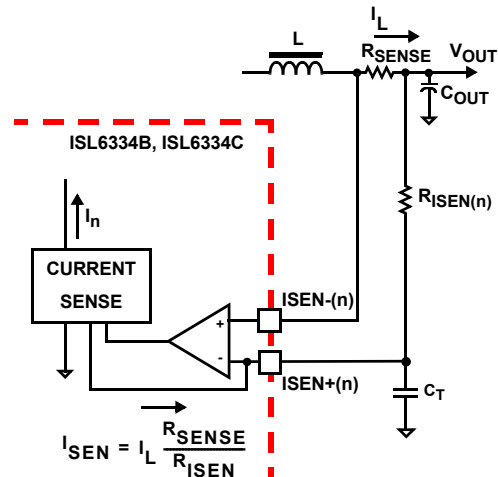 I_L
L
R_SENSE
V_OUT
C_OUT
ISL6334B, ISL6334C
R_ISEN(n)
I_n
CURRENT
SENSE
+
ISEN-(n)
-
ISEN+(n)
C_T
I_SEN = I_L R_SENSE / R_ISEN